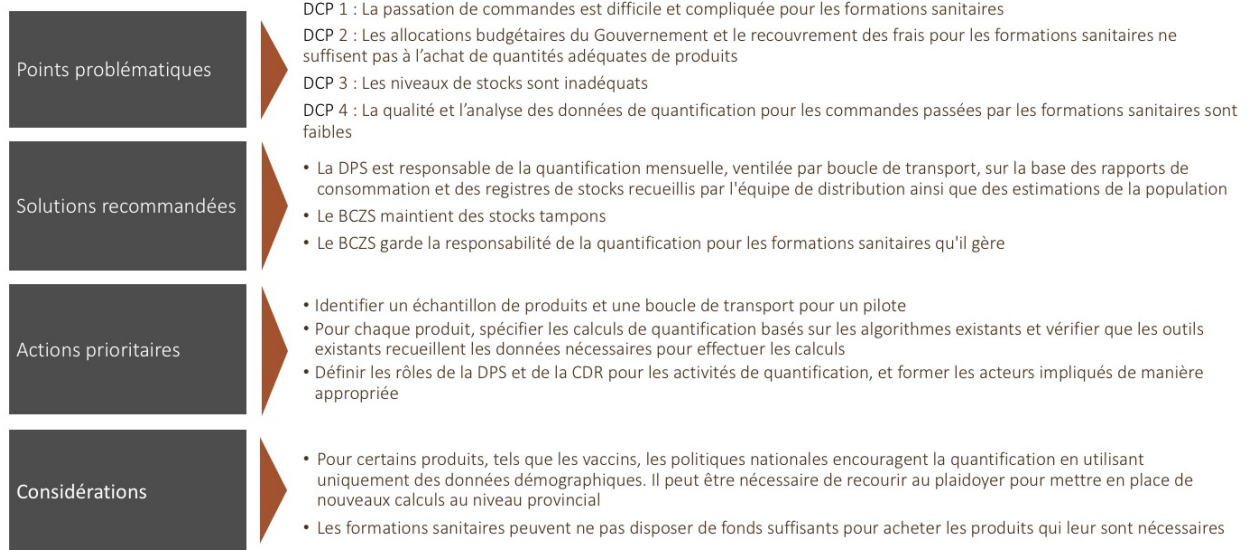 Points problématiques
DCP 1 : La passation de commandes est difficile et compliquée pour les formations sanitaires
DCP 2 : Les allocations budgétaires du Gouvernement et le recouvrement des frais pour les formations sanitaires ne
suffisent pas à l’achat de quantités adéquates de produits
DCP 3 : Les niveaux de stocks sont inadéquats
DCP 4 : La qualité et l’analyse des données de quantification pour les commandes passées par les formations sanitaires sont
faibles
Solutions recommandées
• La DPS est responsable de la quantification mensuelle, ventilée par boucle de transport, sur la base des rapports de
consommation et des registres de stocks recueillis par l'équipe de distribution ainsi que des estimations de la population
• Le BCZS maintient des stocks tampons
• Le BCZS garde la responsabilité de la quantification pour les formations sanitaires qu'il gère
Actions prioritaires
• Identifier un échantillon de produits et une boucle de transport pour un pilote
• Pour chaque produit, spécifier les calculs de quantification basés sur les algorithmes existants et vérifier que les outils
existants recueillent les données nécessaires pour effectuer les calculs
• Définir les rôles de la DPS et de la CDR pour les activités de quantification, et former les acteurs impliqués de manière
appropriée
Considérations
• Pour certains produits, tels que les vaccins, les politiques nationales encouragent la quantification en utilisant
uniquement des données démographiques. Il peut être nécessaire de recourir au plaidoyer pour mettre en place de
nouveaux calculs au niveau provincial
• Les formations sanitaires peuvent ne pas disposer de fonds suffisants pour acheter les produits qui leur sont nécessaires